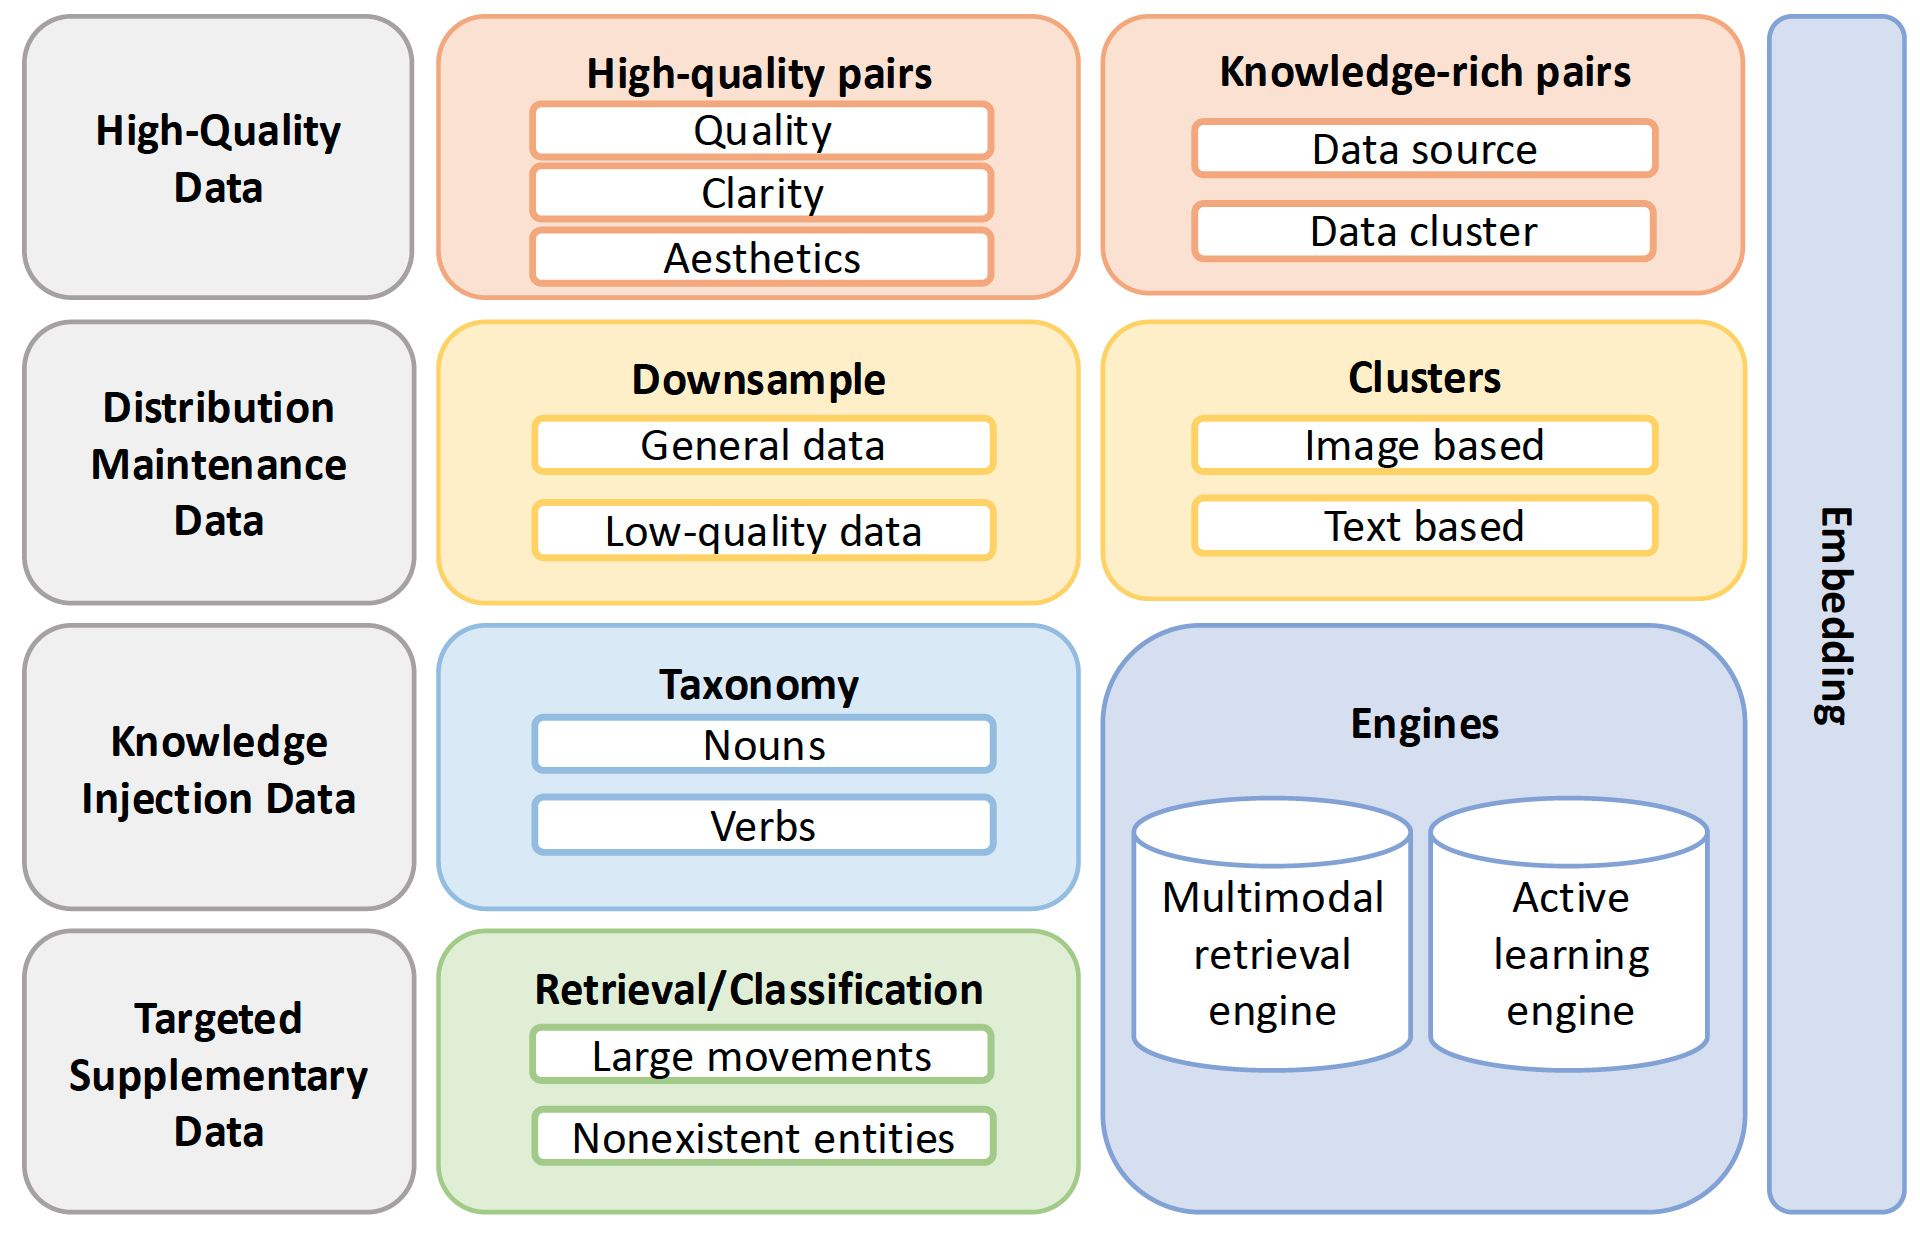 High-Quality
Data
High-quality pairs
Quality
Clarity
Aesthetics
Knowledge-rich pairs
Data source
Data cluster
Distribution
Maintenance
Data
Downsample
General data
Low-quality data
Clusters
Image based
Text based
Knowledge
Injection Data
Taxonomy
Nouns
Verbs
Engines
Multimodal
retrieval
engine
Active
learning
engine
Targeted
Supplementary
Data
Retrieval/Classification
Large movements
Nonexistent entities
Embedding